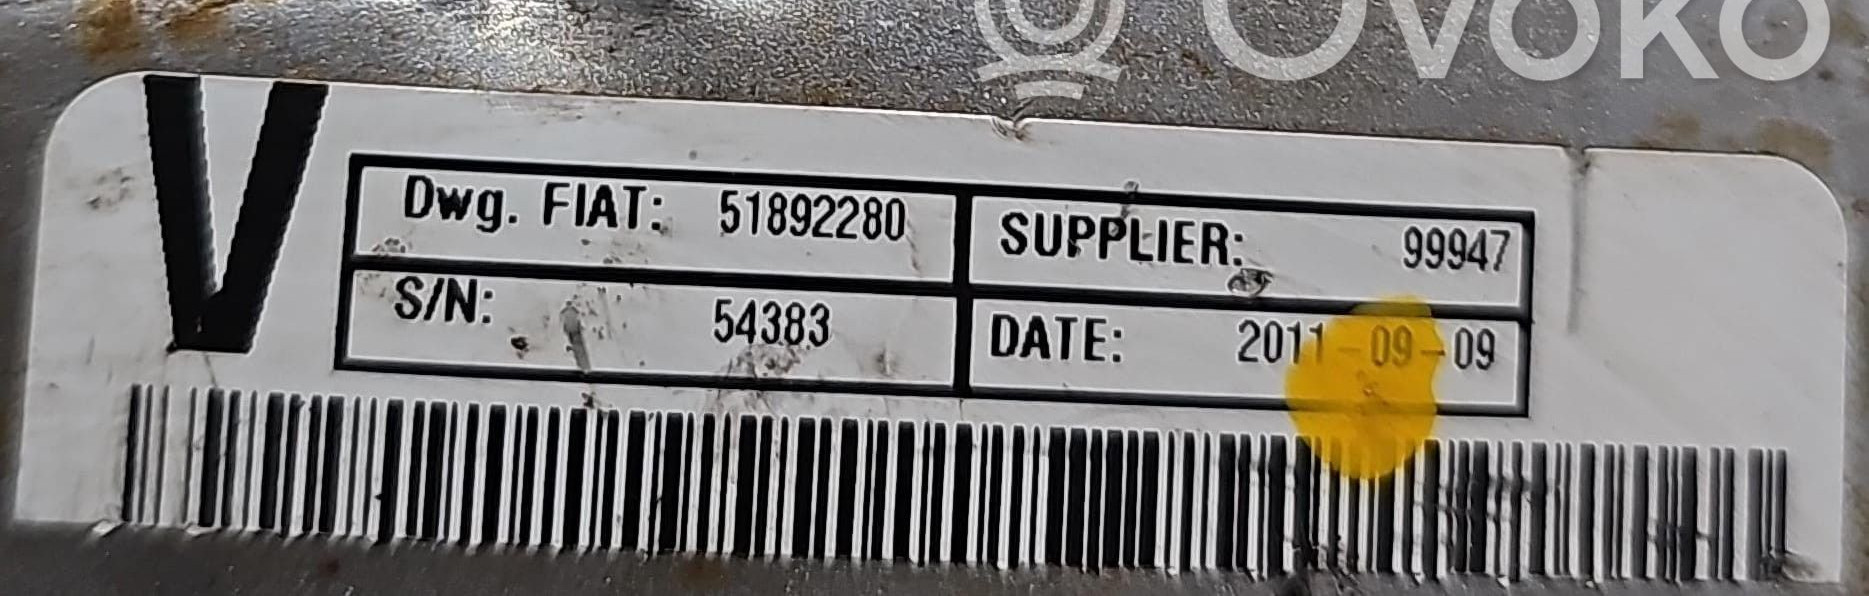 OVOKO
V
Dwg. FIAT: 51892280 SUPPLIER: 99947
S/N: 54383 DATE: 2011-09-09